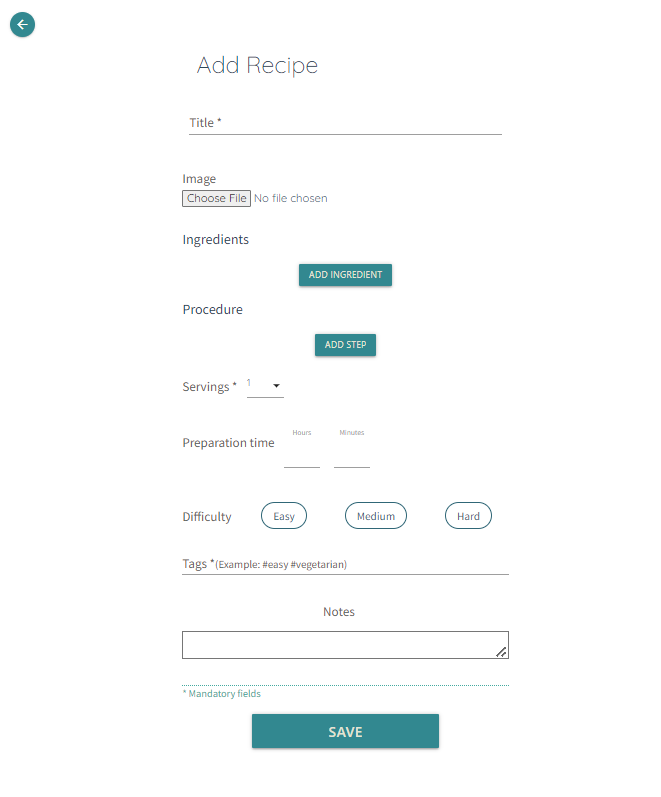 Add Recipe
Title *
Image
Choose File No file chosen
Ingredients
ADD INGREDIENT
Procedure
ADD STEP
Servings * 1
Hours Minutes
Preparation time
Difficulty Easy Medium Hard
Tags *(Example: #easy #vegetarian)
Notes
* Mandatory fields
SAVE